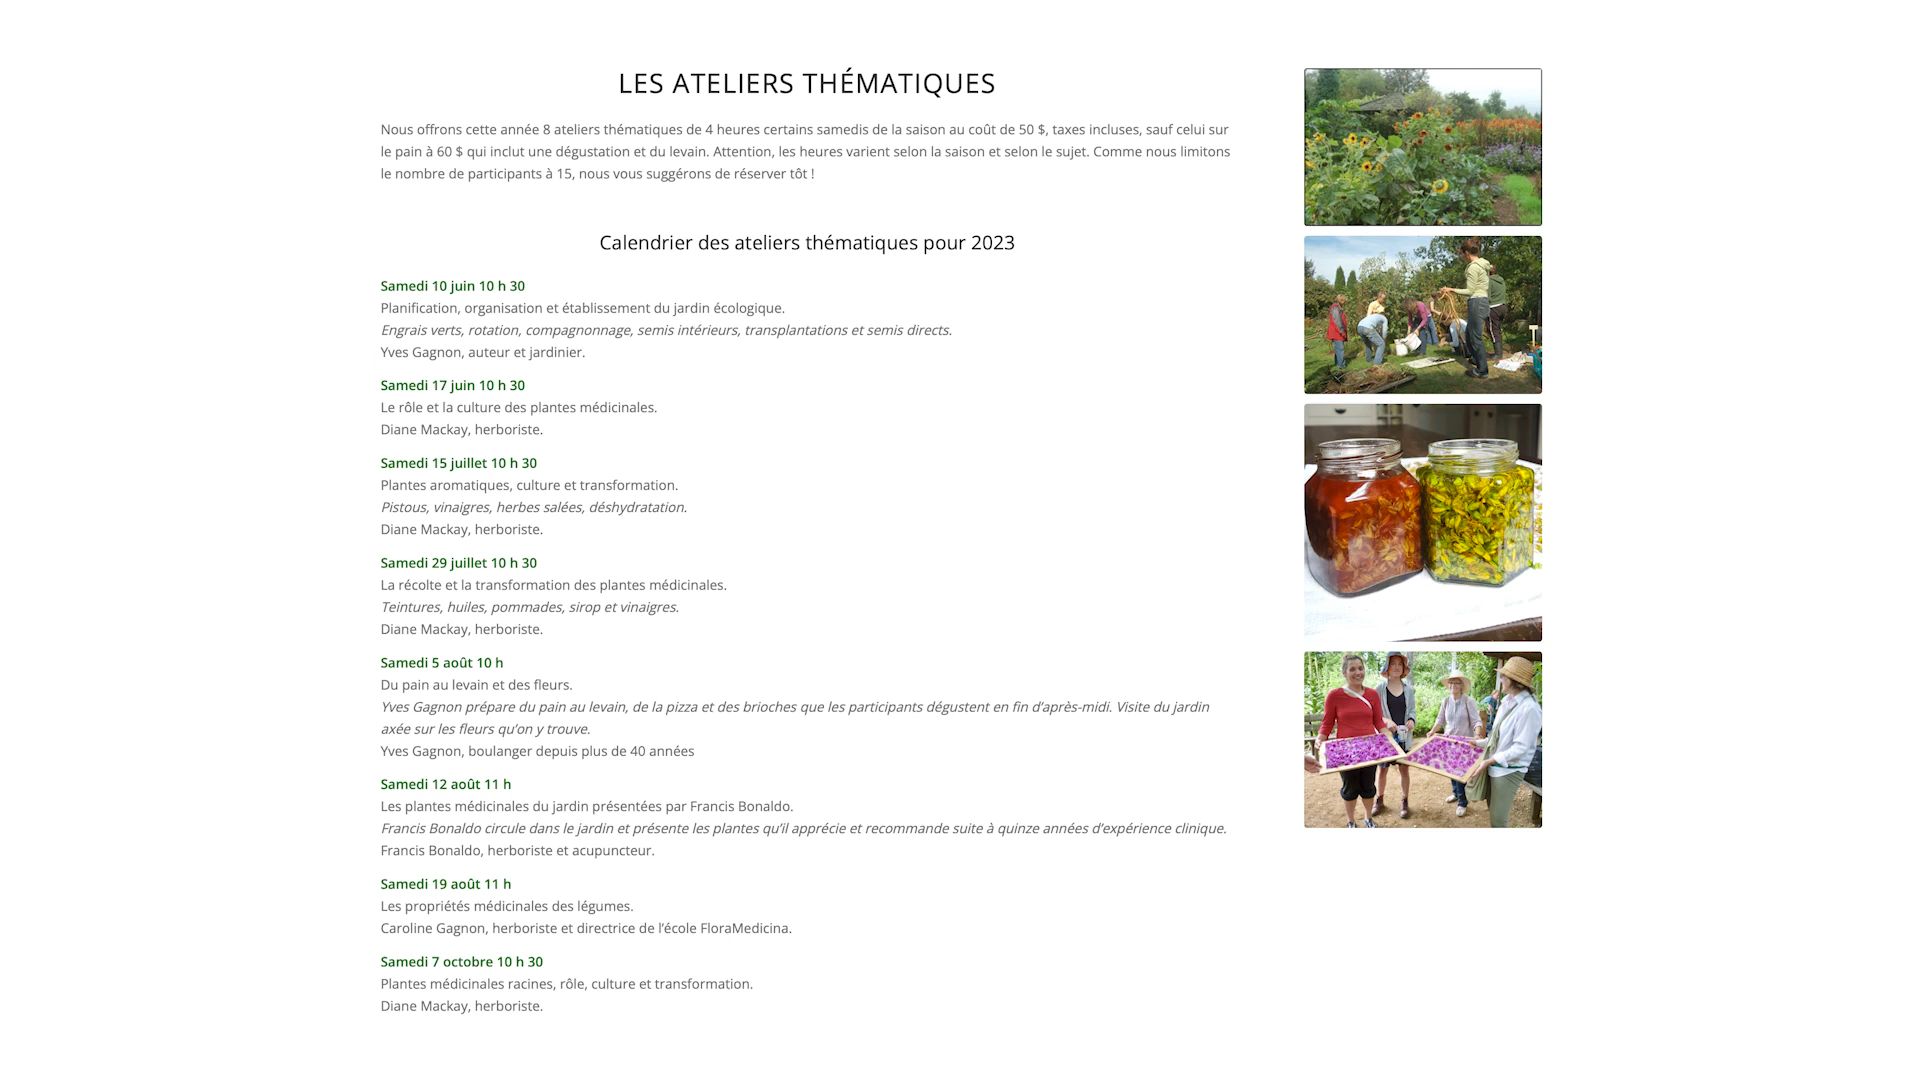 LES ATELIERS THÉMATIQUES
Nous offrons cette année 8 ateliers thématiques de 4 heures certains samedis de la saison au coût de 50 $, taxes incluses, sauf celui sur
le pain à 60 $ qui inclut une dégustation et du levain. Attention, les heures varient selon la saison et selon le sujet. Comme nous limitons
le nombre de participants à 15, nous vous suggérons de réserver tôt !
Calendrier des ateliers thématiques pour 2023
Samedi 10 juin 10 h 30
Planification, organisation et établissement du jardin écologique.
Engrais verts, rotation, compagnonnage, semis intérieurs, transplantations et semis directs.
Yves Gagnon, auteur et jardinier.
Samedi 17 juin 10 h 30
Le rôle et la culture des plantes médicinales.
Diane Mackay, herboriste.
Samedi 15 juillet 10 h 30
Plantes aromatiques, culture et transformation.
Pistous, vinaigres, herbes salées, déshydratation.
Diane Mackay, herboriste.
Samedi 29 juillet 10 h 30
La récolte et la transformation des plantes médicinales.
Teintures, huiles, pommades, sirop et vinaigres.
Diane Mackay, herboriste.
Samedi 5 août 10 h
Du pain au levain et des fleurs.
Yves Gagnon prépare du pain au levain, de la pizza et des brioches que les participants dégustent en fin d’après-midi. Visite du jardin
axée sur les fleurs qu’on y trouve.
Yves Gagnon, boulanger depuis plus de 40 années
Samedi 12 août 11 h
Les plantes médicinales du jardin présentées par Francis Bonaldo.
Francis Bonaldo circule dans le jardin et présente les plantes qu’il apprécie et recommande suite à quinze années d’expérience clinique.
Francis Bonaldo, herboriste et acupuncteur.
Samedi 19 août 11 h
Les propriétés médicinales des légumes.
Caroline Gagnon, herboriste et directrice de l’école FloraMedicina.
Samedi 7 octobre 10 h 30
Plantes médicinales racines, rôle, culture et transformation.
Diane Mackay, herboriste.